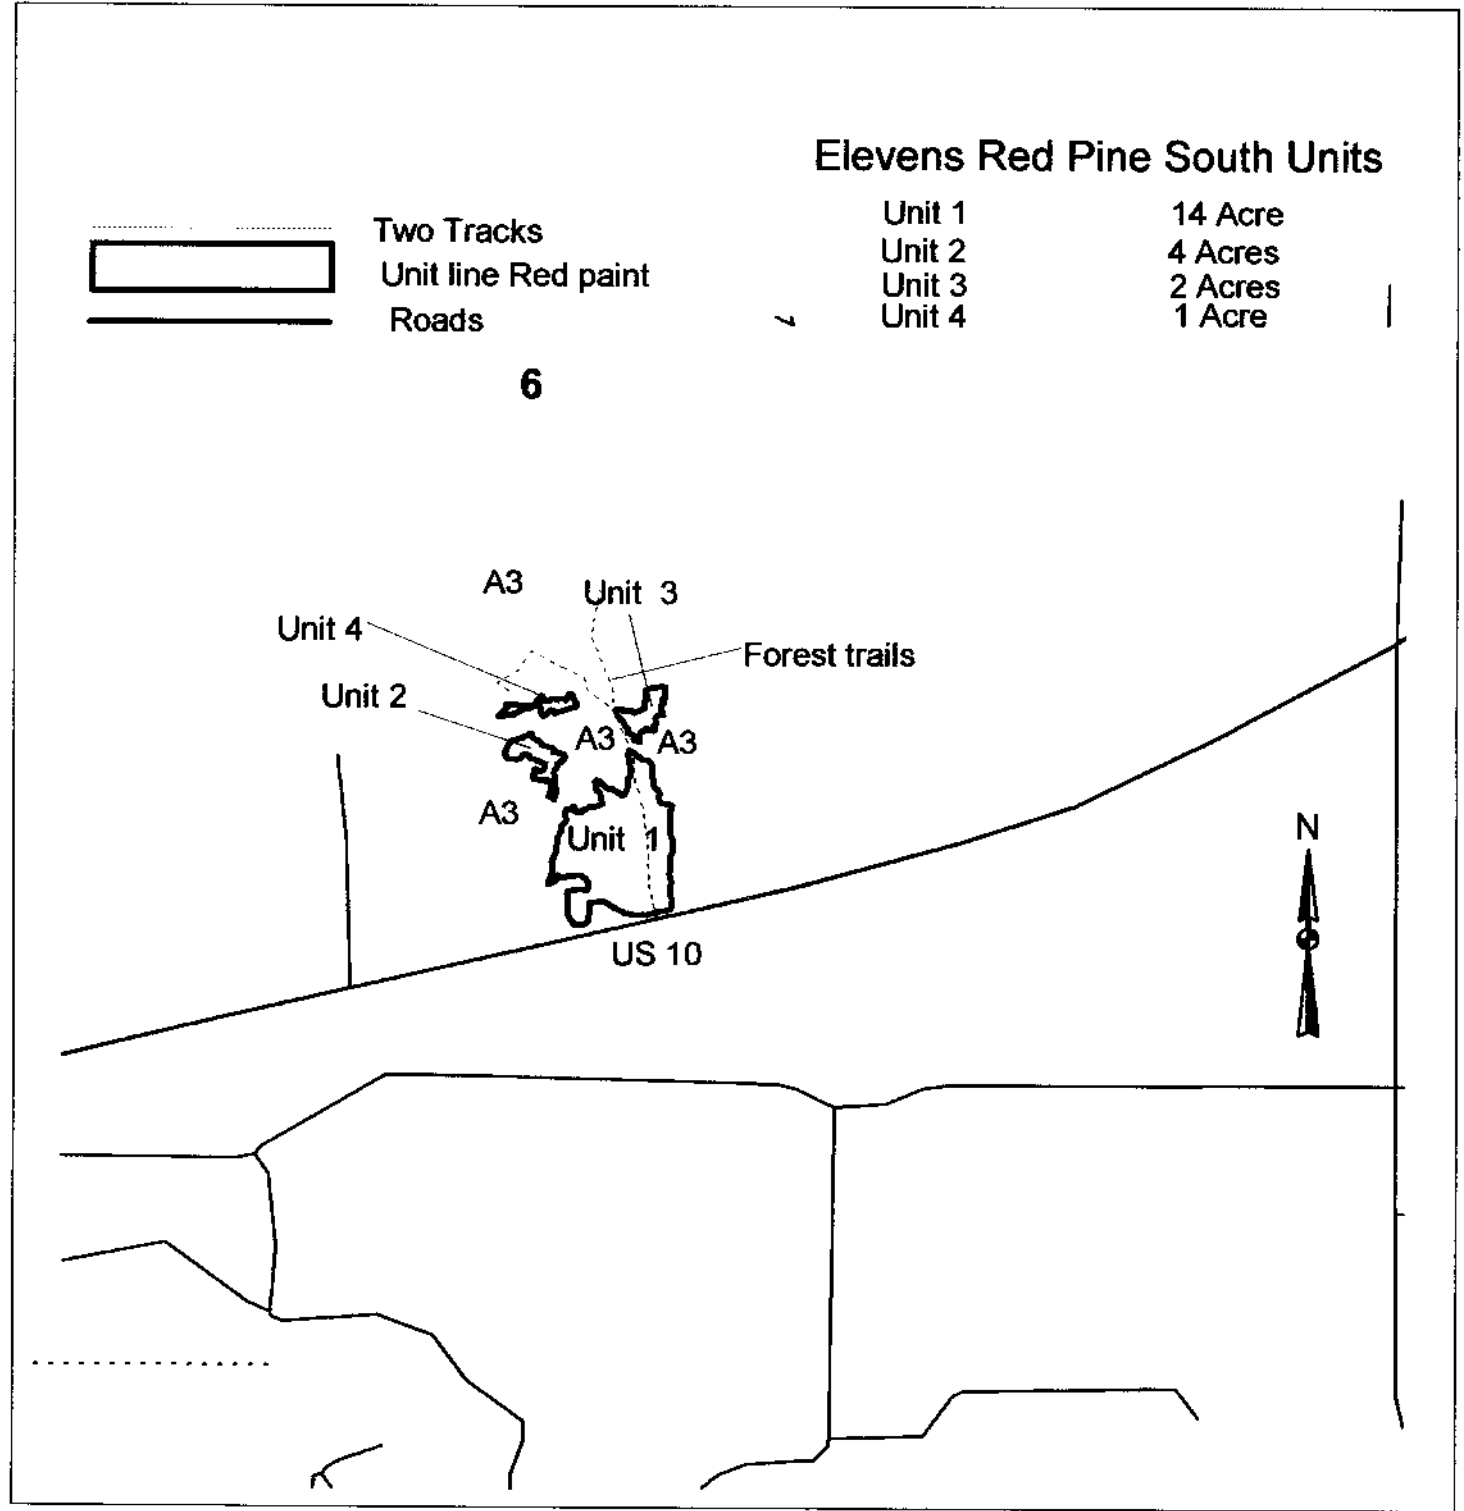 Elevens Red Pine South Units
Unit 1 14 Acre
Unit 2 4 Acres
Unit 3 2 Acres
Unit 4 1 Acre
Two Tracks
Unit line Red paint
Roads
6
A3
Unit 3
Unit 4
Forest trails
Unit 2
A3
A3
A3
Unit 1
N
US 10